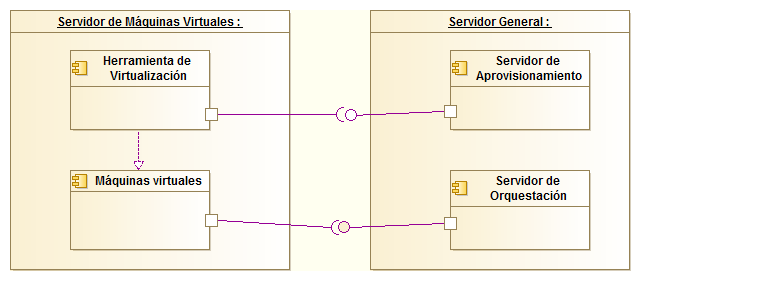 Servidor de Máquinas Virtuales :
Herramienta de
Virtualización
Máquinas virtuales
Servidor General :
Servidor de
Aprovisionamiento
Servidor de
Orquestación